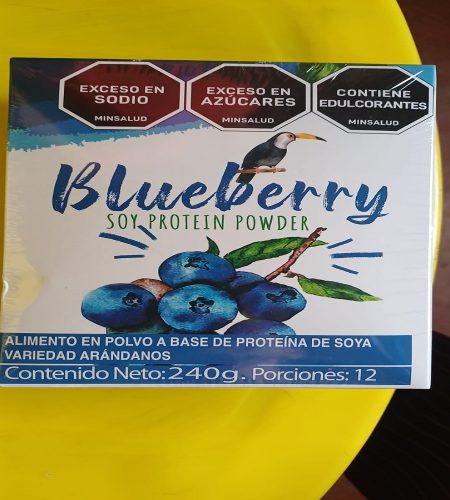 EXCESO EN
SODIO
MINSALUD
EXCESO EN
AZÚCARES
MINSALUD
CONTIENE
EDULCORANTES
MINSALUD
Blueberry
SOY PROTEIN POWDER
ALIMENTO EN POLVO A BASE DE PROTEÍNA DE SOYA
VARIEDAD ARÁNDANOS
Contenido Neto: 240g. Porciones: 12